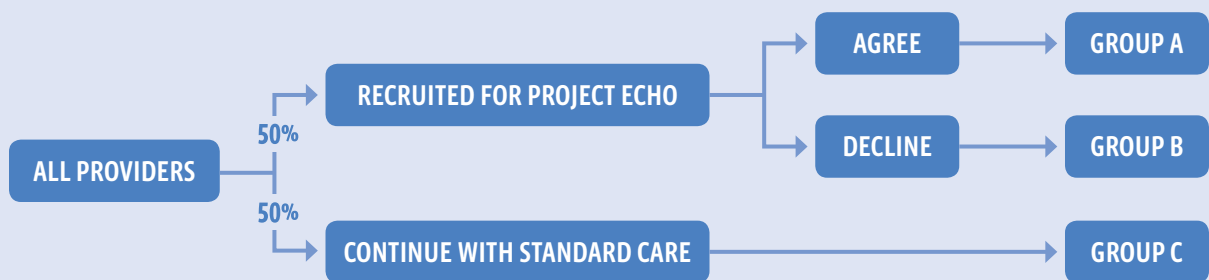 ALL PROVIDERS
50%
RECRUITED FOR PROJECT ECHO
AGREE
GROUP A
DECLINE
GROUP B
50%
CONTINUE WITH STANDARD CARE
GROUP C